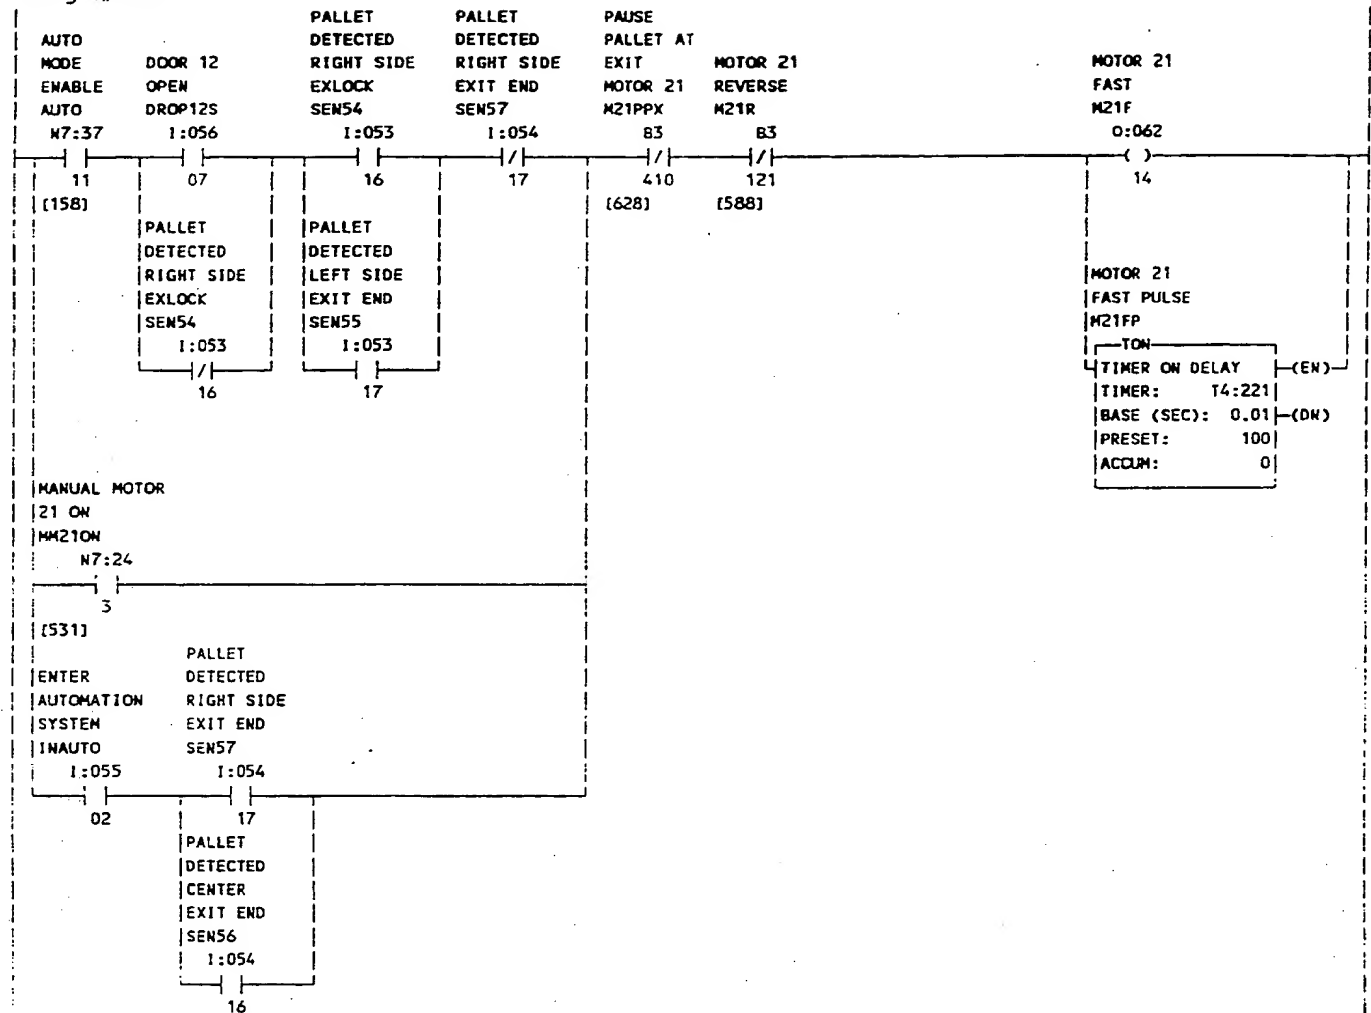 PALLET PALLET PAUSE
AUTO DETECTED DETECTED PALLET AT
MODE DOOR 12 RIGHT SIDE RIGHT SIDE EXIT MOTOR 21 MOTOR 21
ENABLE OPEN EXLOCK EXIT END MOTOR 21 REVERSE FAST
AUTO DROP12S SEN54 SEN57 M21PPX M21R M21F
N7:37 I:056 I:053 I:054 B3 B3 O:062
11 07 16 17 410 121 14
[158] [628] [588]
PALLET PALLET
DETECTED DETECTED
RIGHT SIDE LEFT SIDE MOTOR 21
EXLOCK EXIT END FAST PULSE
SEN54 SEN55 M21FP
I:053 I:053 TON
TIMER ON DELAY (EN)
16 17 TIMER: T4:221
BASE (SEC): 0.01 (DN)
PRESET: 100
ACCUM: 0
MANUAL MOTOR
21 ON
MM21ON
N7:24
3
[531]
PALLET
ENTER DETECTED
AUTOMATION RIGHT SIDE
SYSTEM EXIT END
INAUTO SEN57
I:055 I:054
02 17
PALLET
DETECTED
CENTER
EXIT END
SEN56
I:054
16